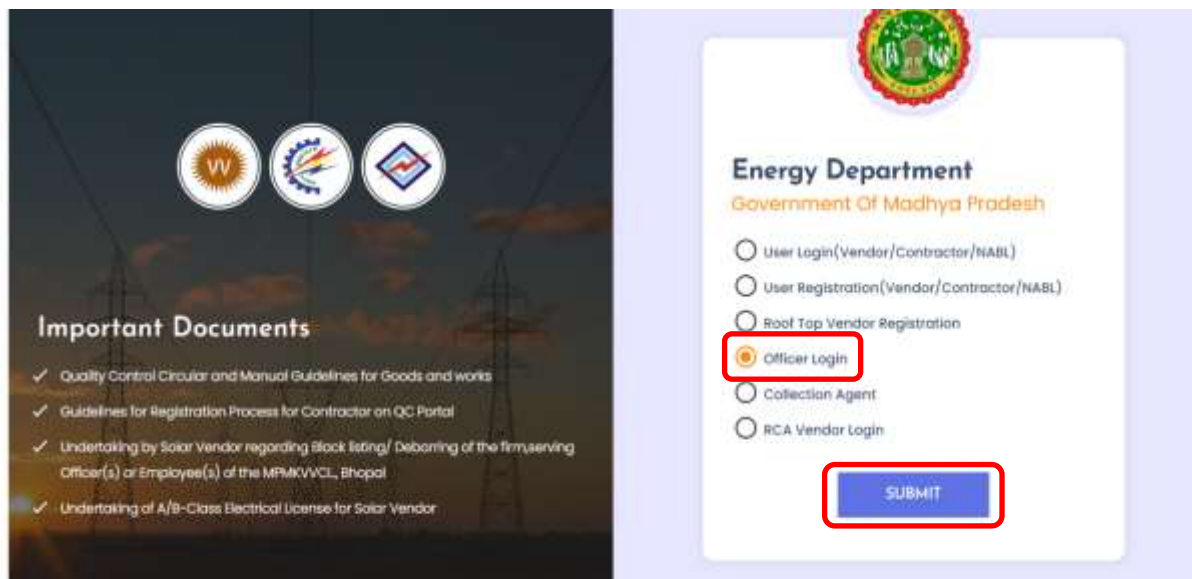 Important Documents
Quality Control Circular and Manual Guidelines for Goods and works
Guidelines for Registration Process for Contractor on QC Portal
Undertaking by Solar Vendor regarding Block listing/ Debarring of the firm,serving
Officer(s) or Employee(s) of the MPMKVVCL, Bhopal
Undertaking of A/B-Class Electrical License for Solar Vendor
Energy Department
Government Of Madhya Pradesh
User Login(Vendor/Contractor/NABL)
User Registration(Vendor/Contractor/NABL)
Roof Top Vendor Registration
Officer Login
Collection Agent
RCA Vendor Login
SUBMIT